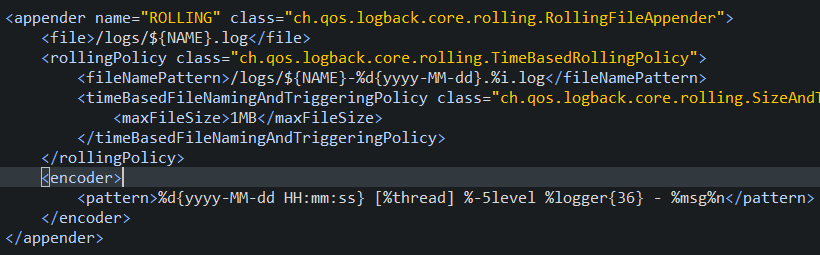 <appender name="ROLLING" class="ch.qos.logback.core.rolling.RollingFileAppender">
<file>/logs/${NAME}.log</file>
<rollingPolicy class="ch.qos.logback.core.rolling.TimeBasedRollingPolicy">
<fileNamePattern>/logs/${NAME}-%d{yyyy-MM-dd}.%i.log</fileNamePattern>
<timeBasedFileNamingAndTriggeringPolicy class="ch.qos.logback.core.rolling.SizeAndT
<maxFileSize>1MB</maxFileSize>
</timeBasedFileNamingAndTriggeringPolicy>
</rollingPolicy>
<encoder>
<pattern>%d{yyyy-MM-dd HH:mm:ss} [%thread] %-5level %logger{36} - %msg%n</pattern>
</encoder>
</appender>